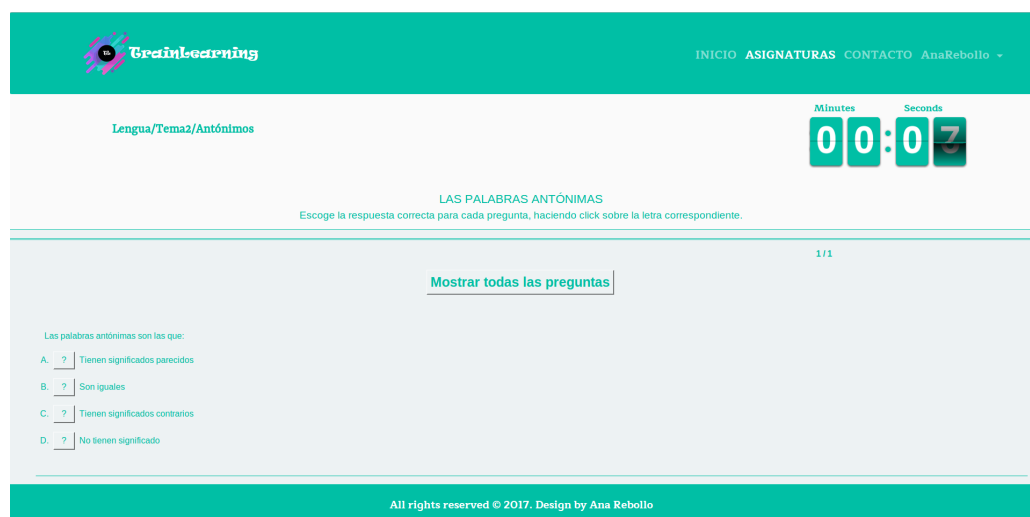 TL
TrainLearning
INICIO ASIGNATURAS CONTACTO AnaRebollo
Lengua/Tema2/Antónimos
Minutes Seconds
00:0
LAS PALABRAS ANTÓNIMAS
Escoge la respuesta correcta para cada pregunta, haciendo click sobre la letra correspondiente.
1 / 1
Mostrar todas las preguntas
Las palabras antónimas son las que:
A. ? Tienen significados parecidos
B. ? Son iguales
C. ? Tienen significados contrarios
D. ? No tienen significado
All rights reserved © 2017. Design by Ana Rebollo